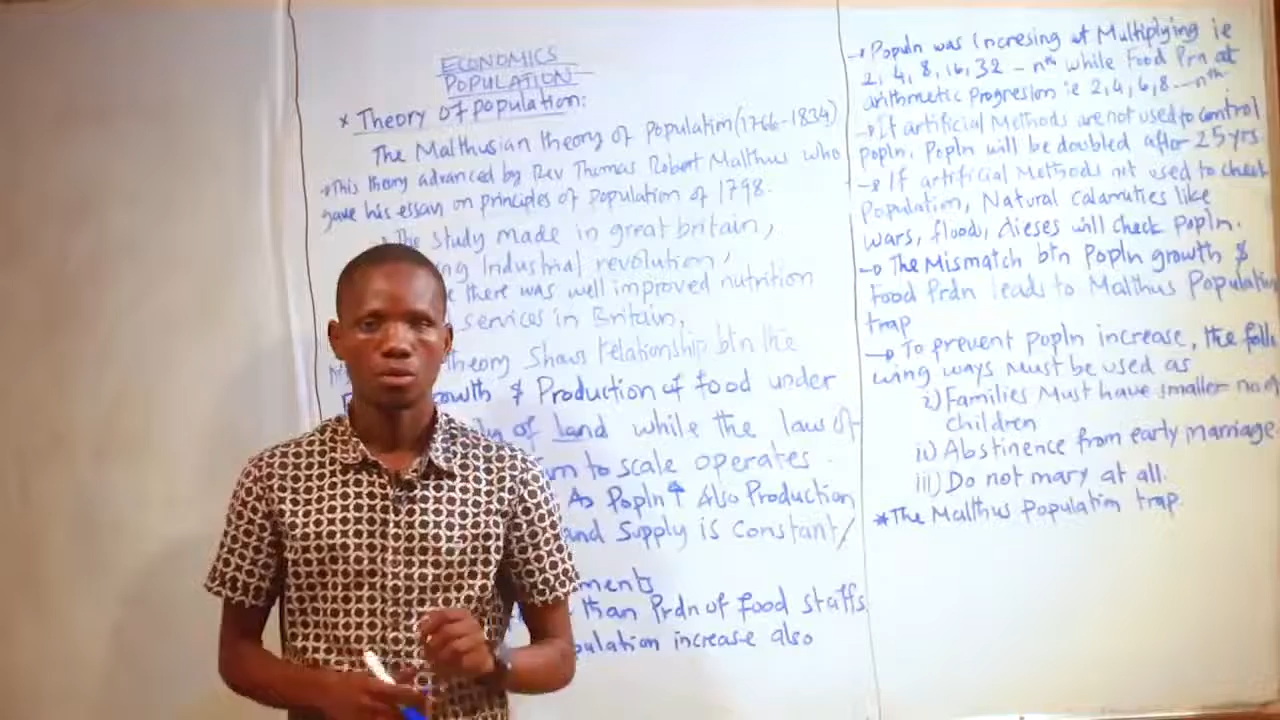 ECONOMICS
POPULATION
* Theory of population:
The Malthusian theory of Population (1766-1834)
→This theory advanced by Rev Thomas Robert Malthus who
gave his essay on principles of Population of 1798.
The study made in great britain,
Industrial revolution,
there was well improved nutrition
services in Britain,
Theory Shows relationship btn the
& Production of food under
of land while the law of
to scale operates.
As Popln↑ Also Production
Supply is constant/
than Prdn of food staffs
increase also
→ Populn was Incresing at Multiplying ie
2, 4, 8, 16, 32 - nth while Food Prn at
arithmetic progresion ie 2, 4, 6, 8 --- nth
→ If artificial Methods are not used to control
popln, Popln will be doubled after 25yrs
→ If artificial Methods not used to check
Population, Natural calamuties like
wars, flood, dieses will check popln.
→ The Mismatch btn Popln growth &
Food Prdn leads to Malthus Population
trap
→ To prevent popln increase, the follo
wing ways Must be used as
i) Families Must have smaller no of
children
ii) Abstinence from early marriage
iii) Do not mary at all.
* The Malthus Population trap.